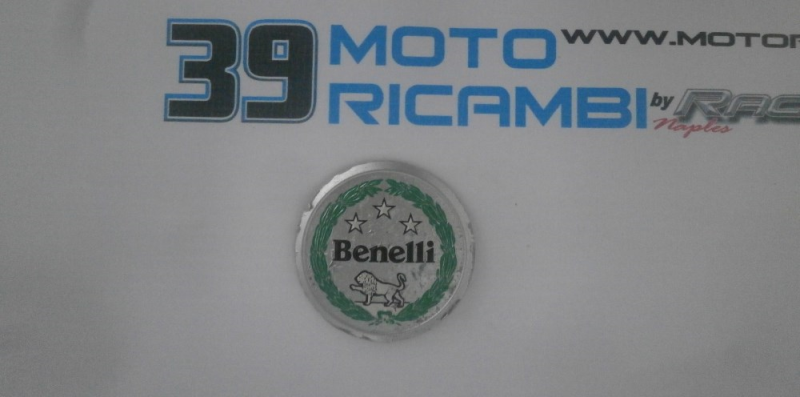 39 MOTO
RICAMBI by
Naples
Benelli